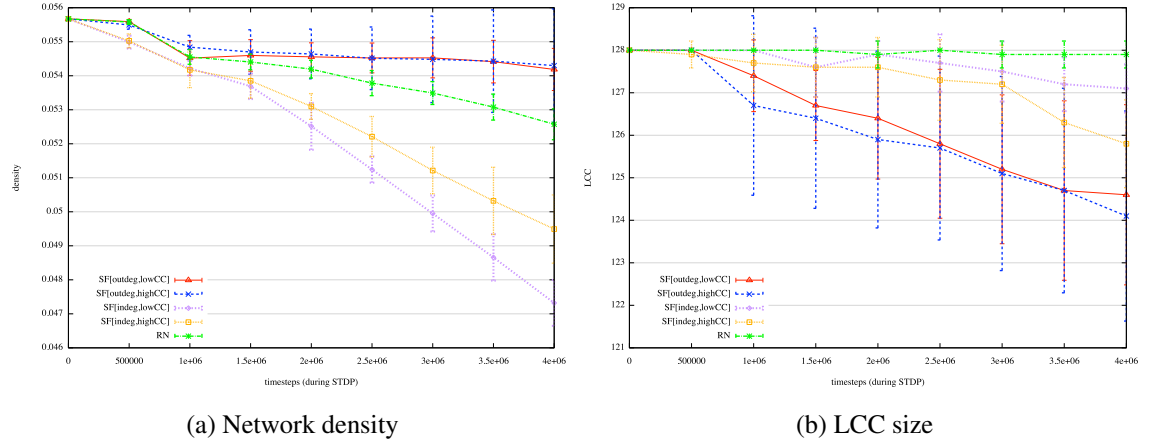 0.056
0.055
0.054
0.053
0.052
0.051
0.05
0.049
0.048
0.047
0.046
density
SF[outdeg,lowCC]
SF[outdeg,highCC]
SF[indeg,lowCC]
SF[indeg,highCC]
RN
0 500000 1e+06 1.5e+06 2e+06 2.5e+06 3e+06 3.5e+06 4e+06
timesteps (during STDP)
(a) Network density
129
128
127
126
125
124
123
122
121
LCC
SF[outdeg,lowCC]
SF[outdeg,highCC]
SF[indeg,lowCC]
SF[indeg,highCC]
RN
0 500000 1e+06 1.5e+06 2e+06 2.5e+06 3e+06 3.5e+06 4e+06
timesteps (during STDP)
(b) LCC size